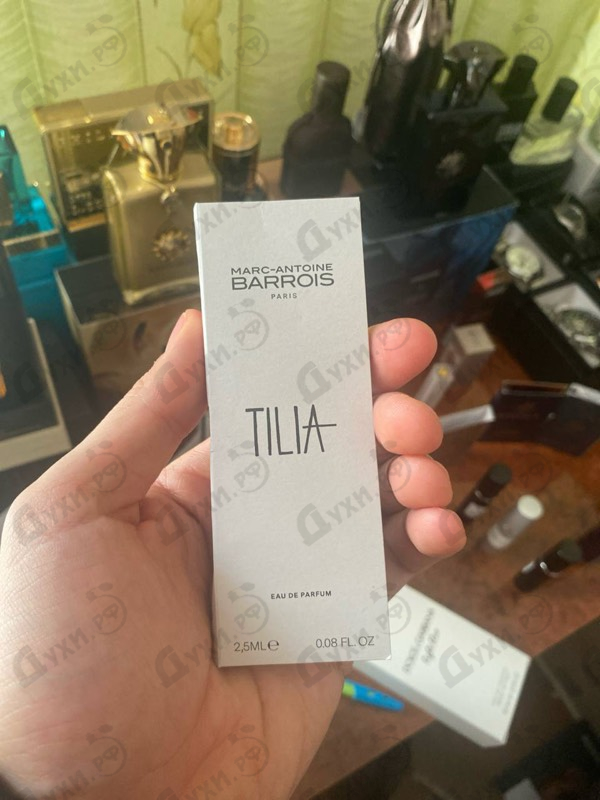 MARC-ANTOINE
BARROIS
PARIS
TILIA
EAU DE PARFUM
2,5ML℮ 0.08 FL. OZ
Духи.рф